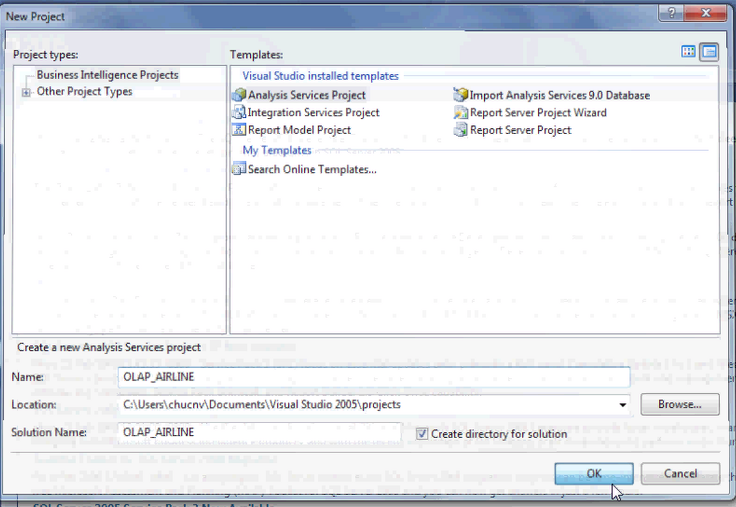 New Project
Project types:
Templates:
Business Intelligence Projects
Other Project Types
Visual Studio installed templates
Analysis Services Project
Import Analysis Services 9.0 Database
Integration Services Project
Report Server Project Wizard
Report Model Project
Report Server Project
My Templates
Search Online Templates...
Create a new Analysis Services project
Name:
OLAP_AIRLINE
Location:
C:\Users\chucnv\Documents\Visual Studio 2005\projects
Browse...
Solution Name:
OLAP_AIRLINE
Create directory for solution
OK
Cancel